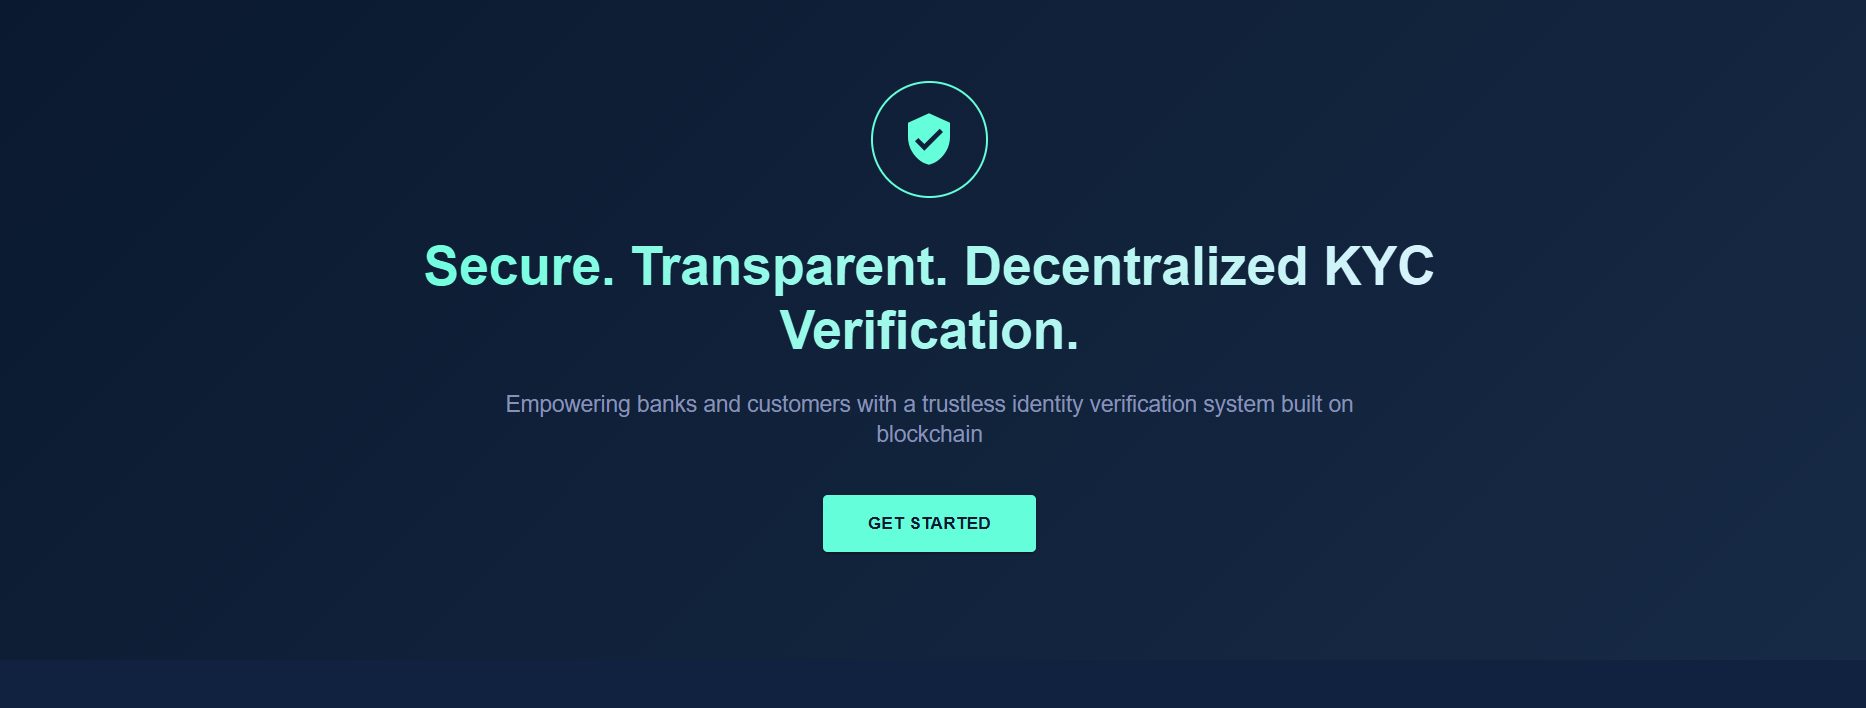 Secure. Transparent. Decentralized KYC
Verification.
Empowering banks and customers with a trustless identity verification system built on
blockchain
GET STARTED